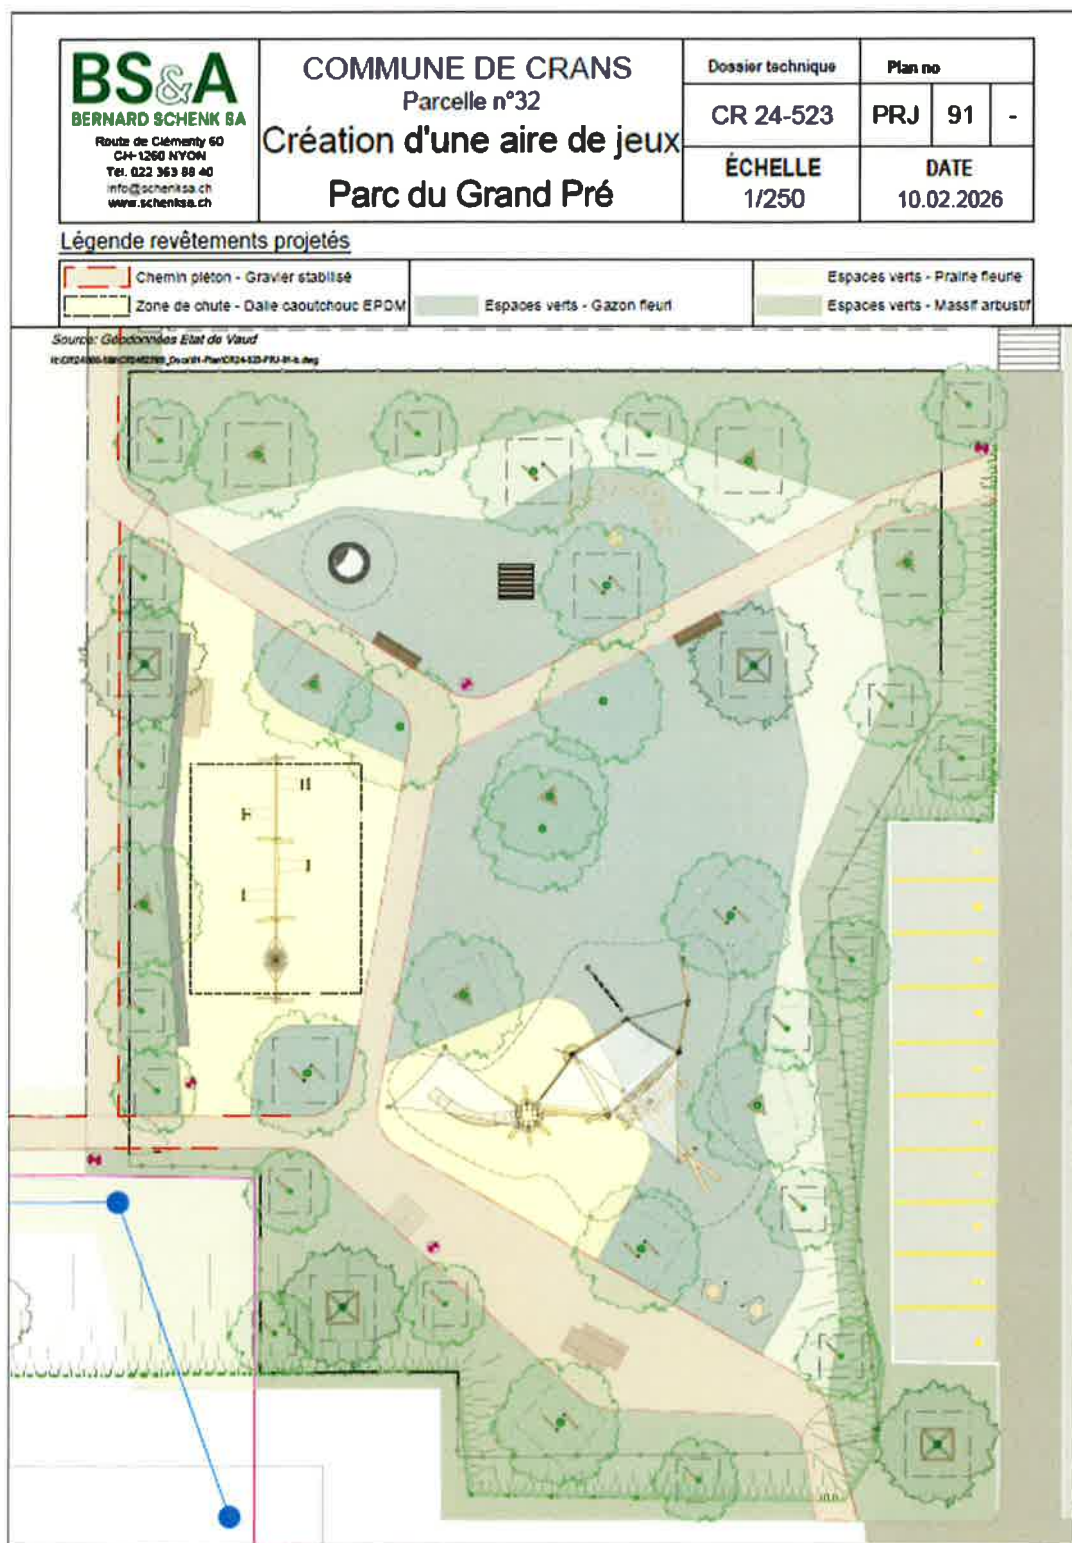 BS&A
BERNARD SCHENK SA
Route de Clémenty 60
CH-1260 NYON
Tél. 022 363 88 40
info@schenksa.ch
www.schenksa.ch
COMMUNE DE CRANS
Parcelle n°32
Création d'une aire de jeux
Parc du Grand Pré
Dossier technique
Plan no
CR 24-523
PRJ
91
-
ÉCHELLE
1/250
DATE
10.02.2026
Légende revêtements projetés
Chemin piéton - Gravier stabilisé
Zone de chute - Dalle caoutchouc EPDM
Espaces verts - Gazon fleuri
Espaces verts - Prairie fleurie
Espaces verts - Massif arbustif
Source: Géodonnées Etat de Vaud